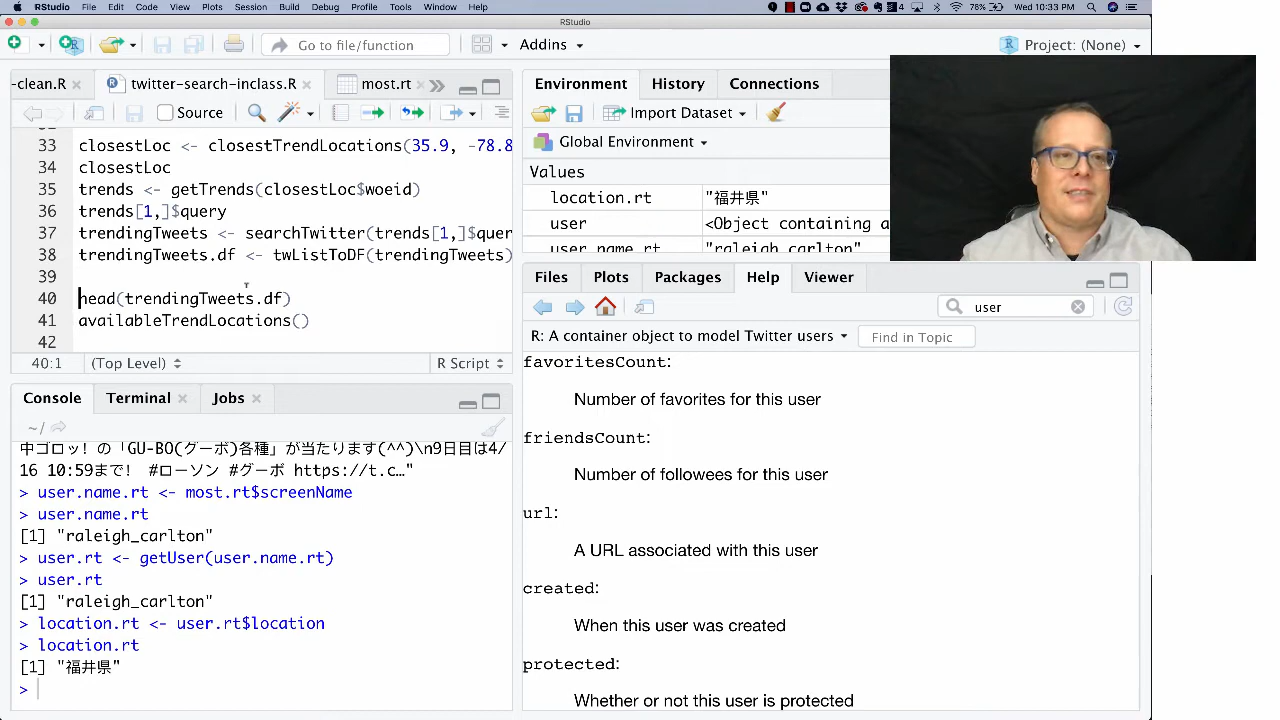 RStudio File Edit Code View Plots Session Build Debug Profile Tools Window Help 4 78% Wed 10:33 PM
RStudio
Go to file/function Addins Project: (None)
-clean.R twitter-search-inclass.R most.rt
Source
33 closestLoc <- closestTrendLocations(35.9, -78.8
34 closestLoc
35 trends <- getTrends(closestLoc$woeid)
36 trends[1,]$query
37 trendingTweets <- searchTwitter(trends[1,]$quer
38 trendingTweets.df <- twListToDF(trendingTweets)
39
40 head(trendingTweets.df)
41 availableTrendLocations()
42
40:1 (Top Level) R Script
Console Terminal Jobs
~/
中ゴロッ! の「GU-BO(グーボ)各種」が当たります(^^)\n9日目は4/
16 10:59まで! #ローソン #グーボ https://t.c…"
> user.name.rt <- most.rt$screenName
> user.name.rt
[1] "raleigh_carlton"
> user.rt <- getUser(user.name.rt)
> user.rt
[1] "raleigh_carlton"
> location.rt <- user.rt$location
> location.rt
[1] "福井県"
>
Environment History Connections
Import Dataset
Global Environment
Values
location.rt "福井県"
user <Object containing a
user.name.rt "raleigh_carlton"
Files Plots Packages Help Viewer
user
R: A container object to model Twitter users Find in Topic
favoritesCount:
Number of favorites for this user
friendsCount:
Number of followees for this user
url:
A URL associated with this user
created:
When this user was created
protected:
Whether or not this user is protected